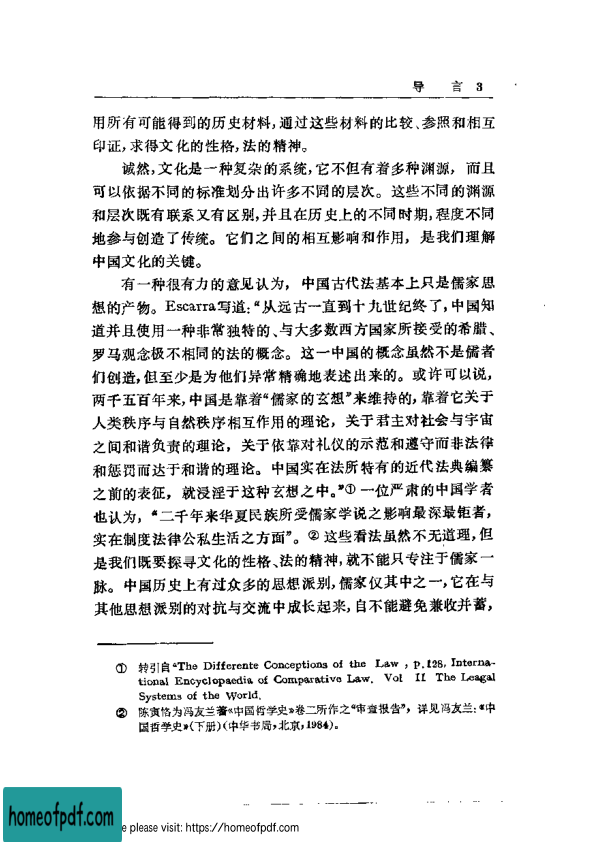 导 言 3
用所有可能得到的历史材料,通过这些材料的比较、参照和相互
印证,求得文化的性格,法的精神。
诚然,文化是一种复杂的系统,它不但有着多种渊源, 而且
可以依据不同的标准划分出许多不同的层次。这些不同的渊源
和层次既有联系又有区别,并且在历史上的不同时期,程度不同
地参与创造了传统。它们之间的相互影响和作用, 是我们理解
中国文化的关键。
有一种很有力的意见认为, 中国古代法基本上只是儒家思
想的产物。Escarra写道:“从远古一直到十九世纪终了,中国知
道并且使用一种非常独特的、与大多数西方国家所接受的希腊、
罗马观念极不相同的法的概念。这一中国的概念虽然不是儒者
们创造,但至少是为他们异常精确地表述出来的。或许可以说,
两千五百年来,中国是靠着“儒家的玄想”来维持的,靠着它关于
人类秩序与自然秩序相互作用的理论, 关于君主对社会与宇宙
之间和谐负责的理论, 关于依靠对礼仪的示范和遵守而非法律
和惩罚而达于和谐的理论。中国实在法所特有的近代法典编纂
之前的表征, 就浸淫于这种玄想之中。”① 一位严肃的中国学者
也认为, “二千年来华夏民族所受儒家学说之影响最深最钜者,
实在制度法律公私生活之方面”。② 这些看法虽然不无道理,但
是我们既要探寻文化的性格、法的精神,就不能只专注于儒家一
脉。中国历史上有过众多的思想派别,儒家仅其中之一,它在与
其他思想派别的对抗与交流中成长起来,自不能避免兼收并蓄,
① 转引自“The Differente Conceptions of the Law , p.128, Interna-
tional Encyclopaedia of Comparative Law. Vol II The Leagal
Systems of the World.
② 陈寅恪为冯友兰著«中国哲学史»卷二所作之“审查报告”, 详见冯友兰:«中
国哲学史»(下册)(中华书局,北京,1984)。
homeofpdf.com
e please visit: https://homeofpdf.com